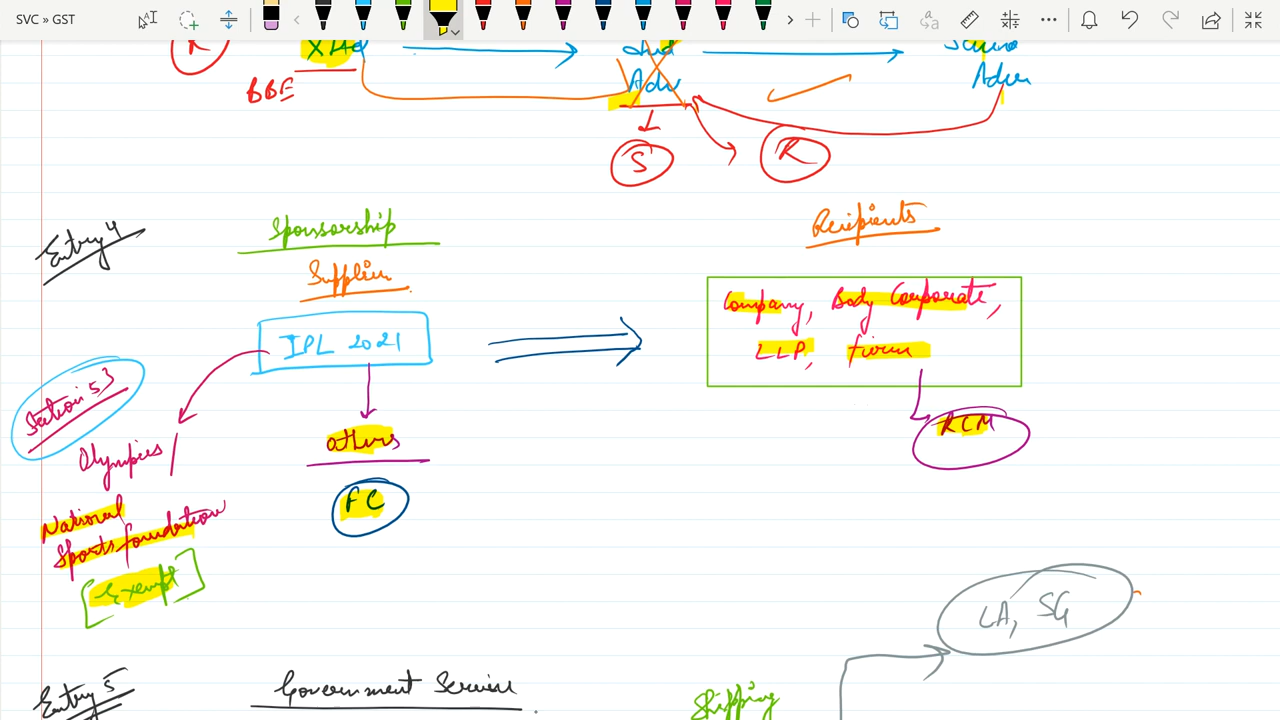 SVC » GST
BBE
Adv
S
R
Entry 4
Sponsorship
Recipients
Supplier
Company, Body Corporate,
LLP, firm
IPL 2021
Section 53
RCM
Olympics /
others
FC
National
Sports foundation
[Exempt]
LA, SG
Entry 5
Government Service
Shipping